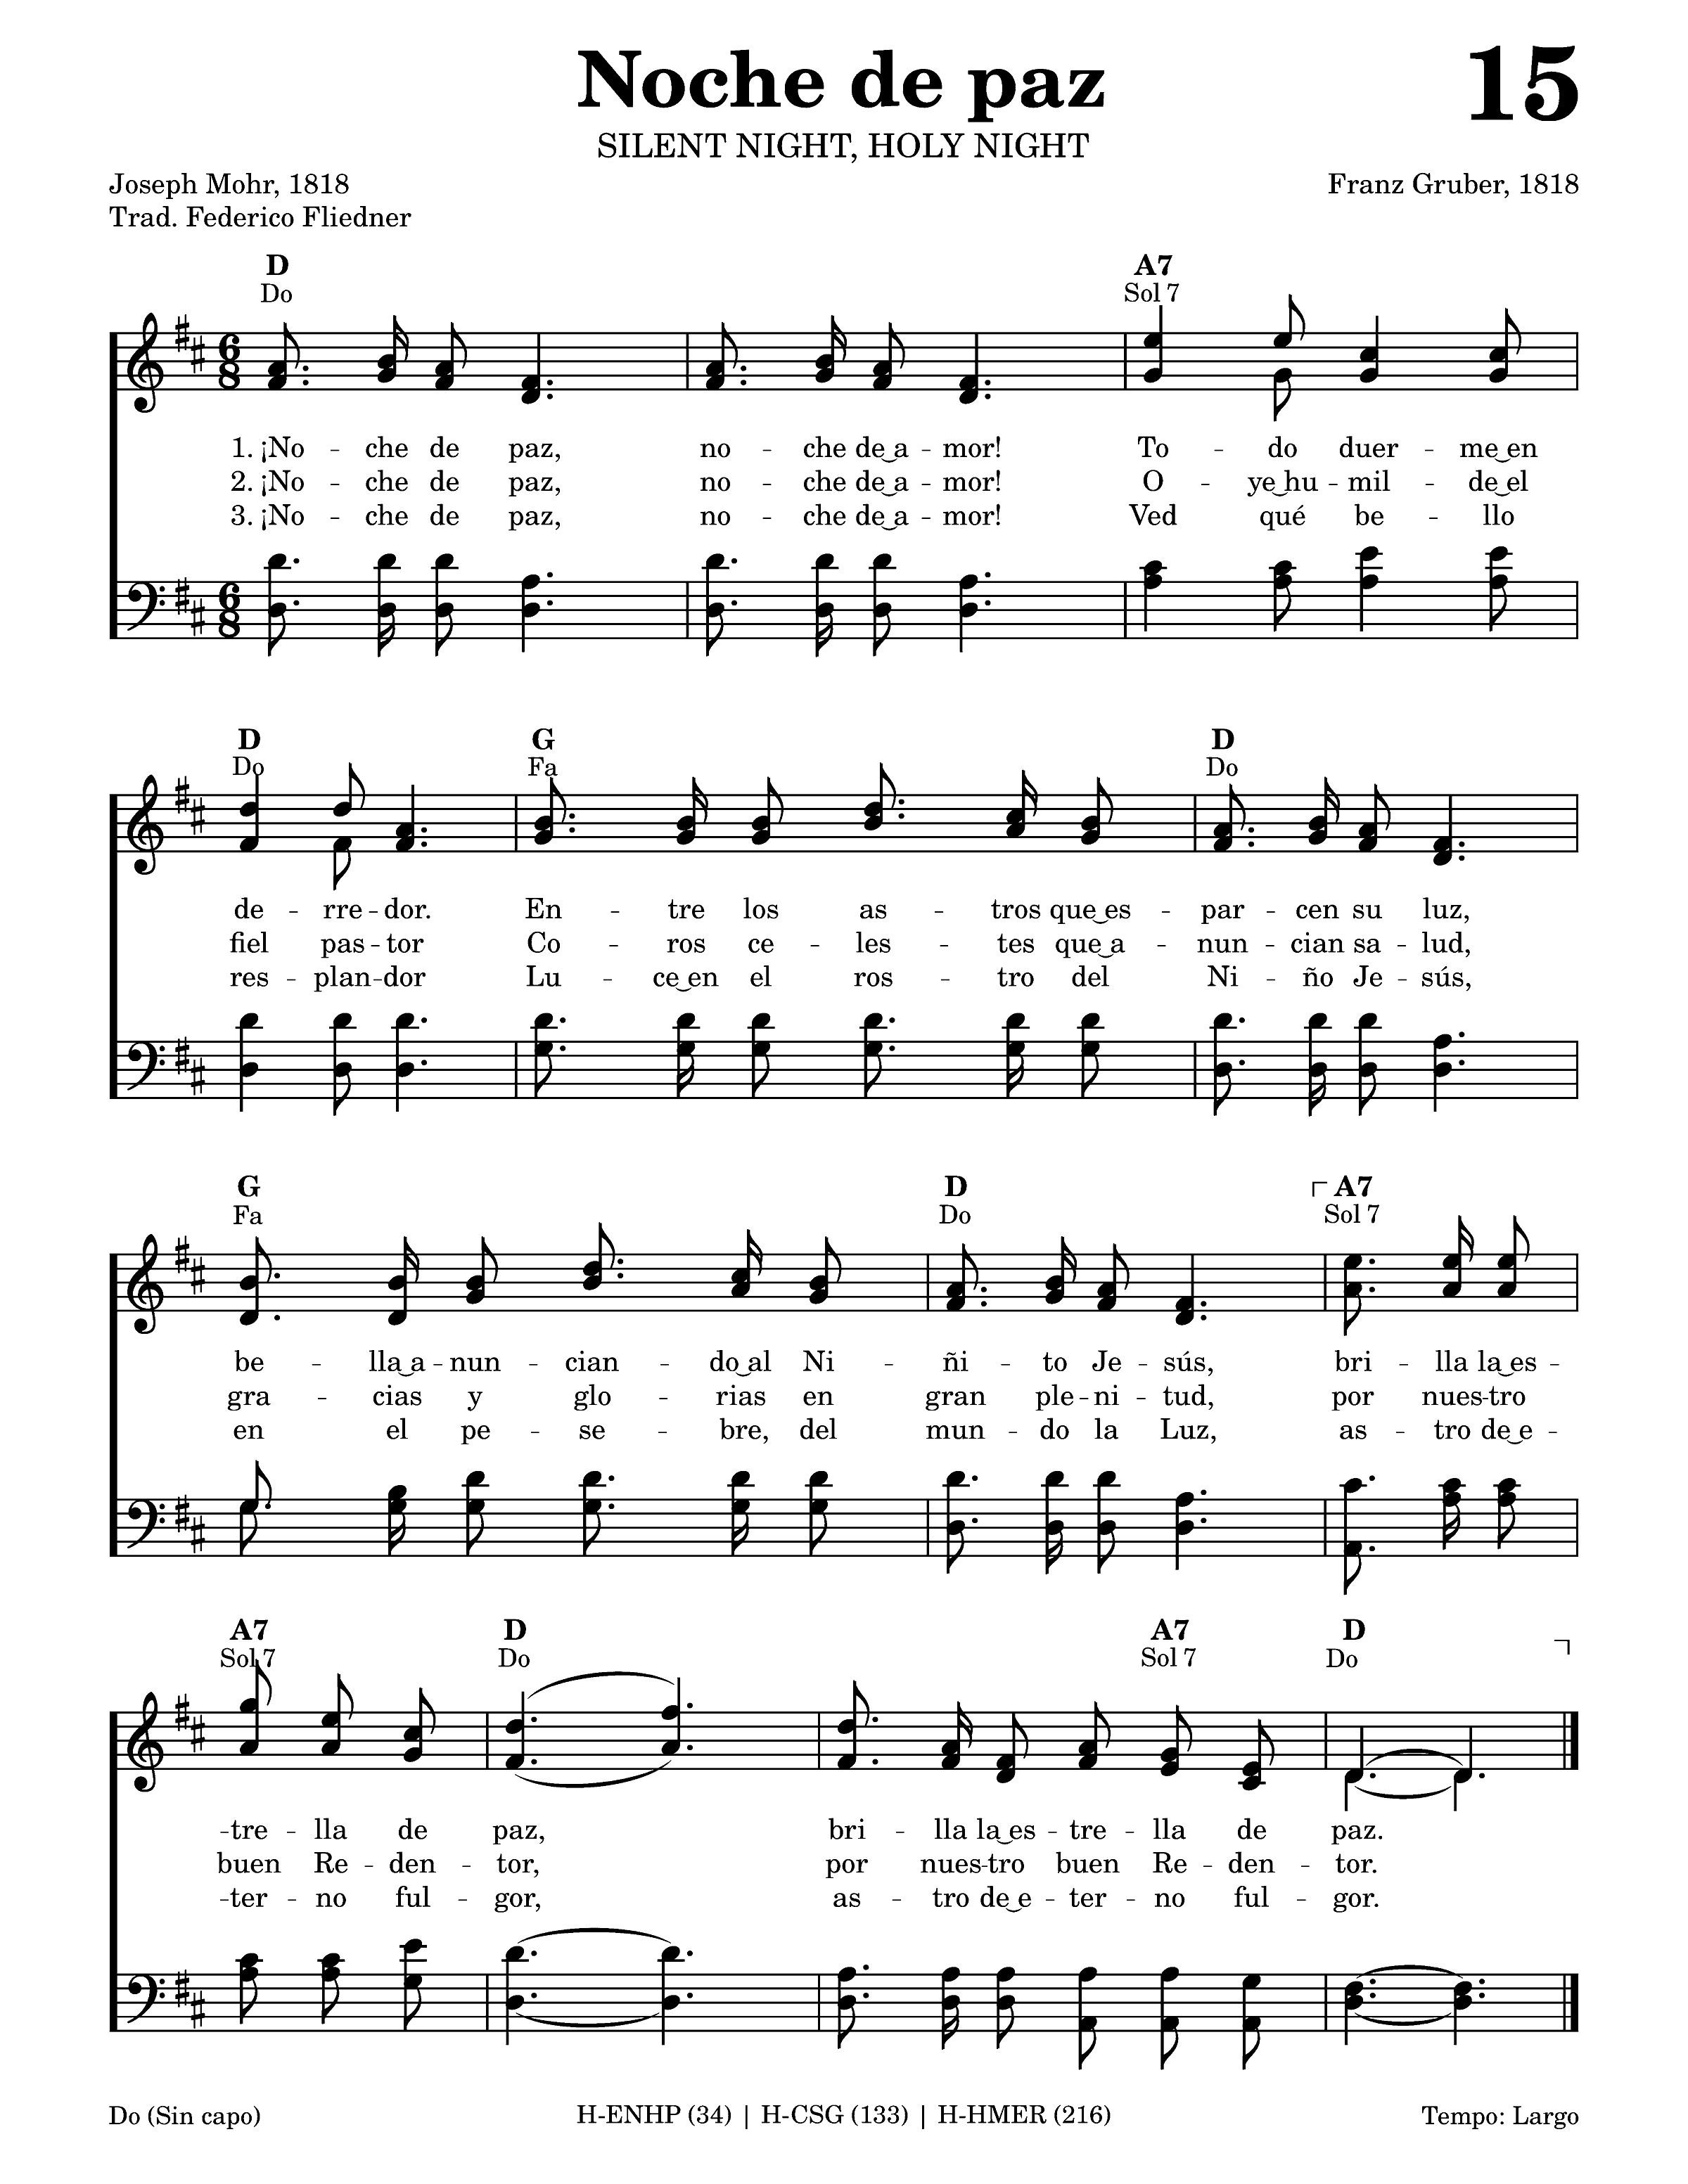 Noche de paz
15
SILENT NIGHT, HOLY NIGHT
Joseph Mohr, 1818
Franz Gruber, 1818
Trad. Federico Fliedner
D A7
Do Sol 7
6 8
1. ¡No - che de paz, no - che de‿a - mor! To - do duer - me‿en
2. ¡No - che de paz, no - che de‿a - mor! O - ye‿hu - mil - de‿el
3. ¡No - che de paz, no - che de‿a - mor! Ved qué be - llo
6 8
D G D
Do Fa Do
de - rre - dor. En - tre los as - tros que‿es - par - cen su luz,
fiel pas - tor Co - ros ce - les - tes que‿a - nun - cian sa - lud,
res - plan - dor Lu - ce‿en el ros - tro del Ni - ño Je - sús,
G D A7
Fa Do Sol 7
be - lla‿a - nun - cian - do‿al Ni - ñi - to Je - sús, bri - lla la‿es -
gra - cias y glo - rias en gran ple - ni - tud, por nues - tro
en el pe - se - bre, del mun - do la Luz, as - tro de‿e -
A7 D A7 D
Sol 7 Do Sol 7 Do
- tre - lla de paz, bri - lla la‿es - tre - lla de paz.
buen Re - den - tor, por nues - tro buen Re - den - tor.
- ter - no ful - gor, as - tro de‿e - ter - no ful - gor.
Do (Sin capo)
H-ENHP (34) | H-CSG (133) | H-HMER (216)
Tempo: Largo